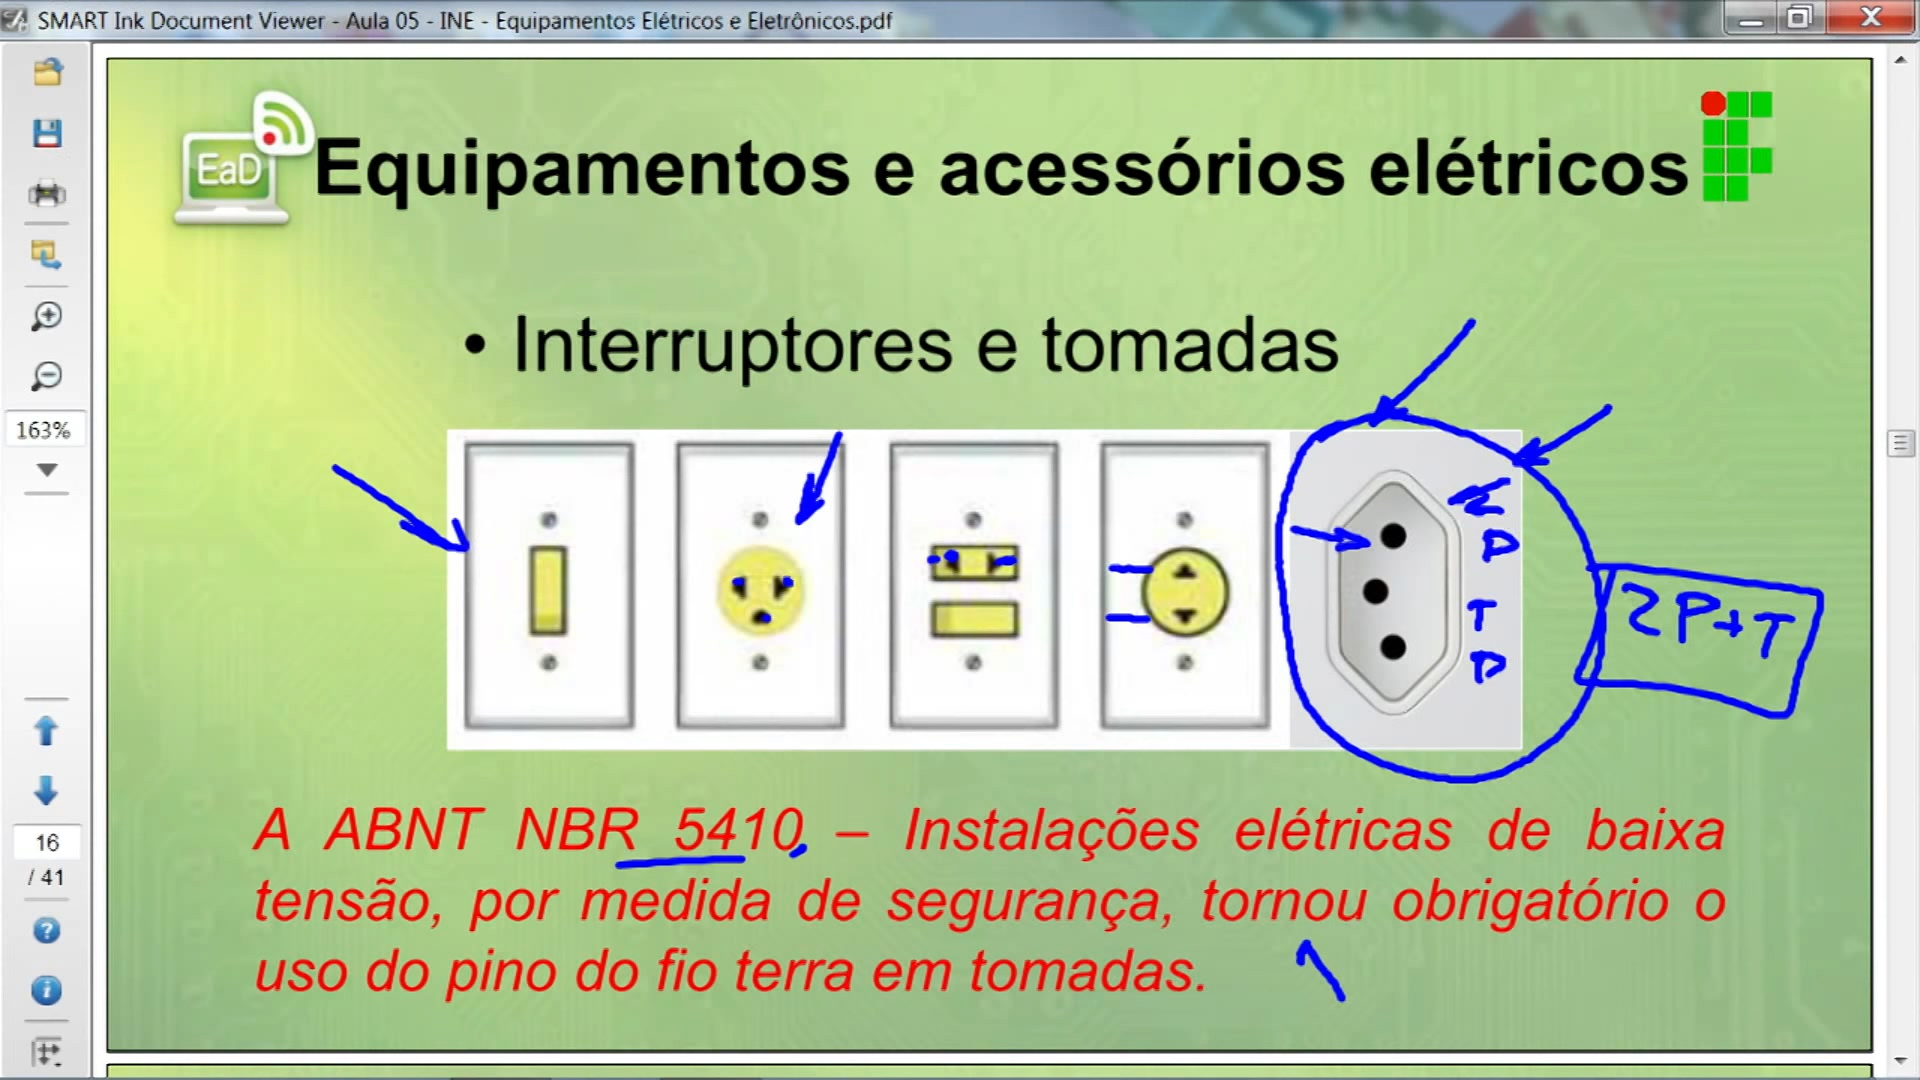 SMART Ink Document Viewer - Aula 05 - INE - Equipamentos Elétricos e Eletrônicos.pdf
EaD
Equipamentos e acessórios elétricos
• Interruptores e tomadas
163%
P
T
P
2P+T
A ABNT NBR 5410 – Instalações elétricas de baixa
tensão, por medida de segurança, tornou obrigatório o
uso do pino do fio terra em tomadas.
16
/ 41